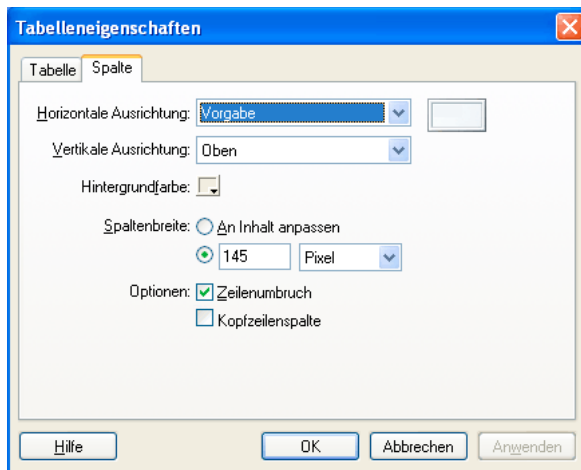 Tabelleneigenschaften
Tabelle Spalte
Horizontale Ausrichtung: Vorgabe
Vertikale Ausrichtung: Oben
Hintergrundfarbe:
Spaltenbreite: An Inhalt anpassen
145 Pixel
Optionen: Zeilenumbruch
Kopfzeilenspalte
Hilfe OK Abbrechen Anwenden